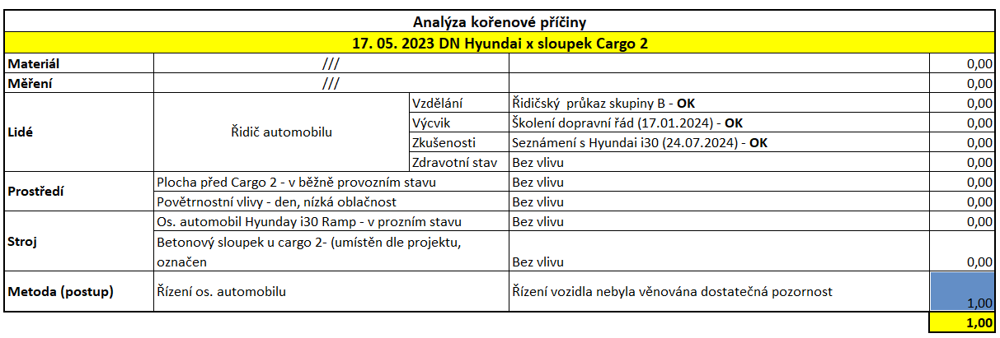 Analýza kořenové příčiny
17. 05. 2023 DN Hyundai x sloupek Cargo 2
Materiál /// 0,00
Měření /// 0,00
Lidé Řidič automobilu Vzdělání Řidičský  průkaz skupiny B - OK 0,00
Výcvik Školení dopravní řád (17.01.2024) - OK 0,00
Zkušenosti Seznámení s Hyundai i30 (24.07.2024) - OK 0,00
Zdravotní stav Bez vlivu 0,00
Prostředí Plocha před Cargo 2 - v běžně provozním stavu Bez vlivu 0,00
Povětrnostní vlivy - den, nízká oblačnost Bez vlivu 0,00
Stroj Os. automobil Hyunday i30 Ramp - v prozním stavu Bez vlivu 0,00
Betonový sloupek u cargo 2- (umístěn dle projektu,
označen Bez vlivu 0,00
Metoda (postup) Řízení os. automobilu Řízení vozidla nebyla věnována dostatečná pozornost 1,00
1,00